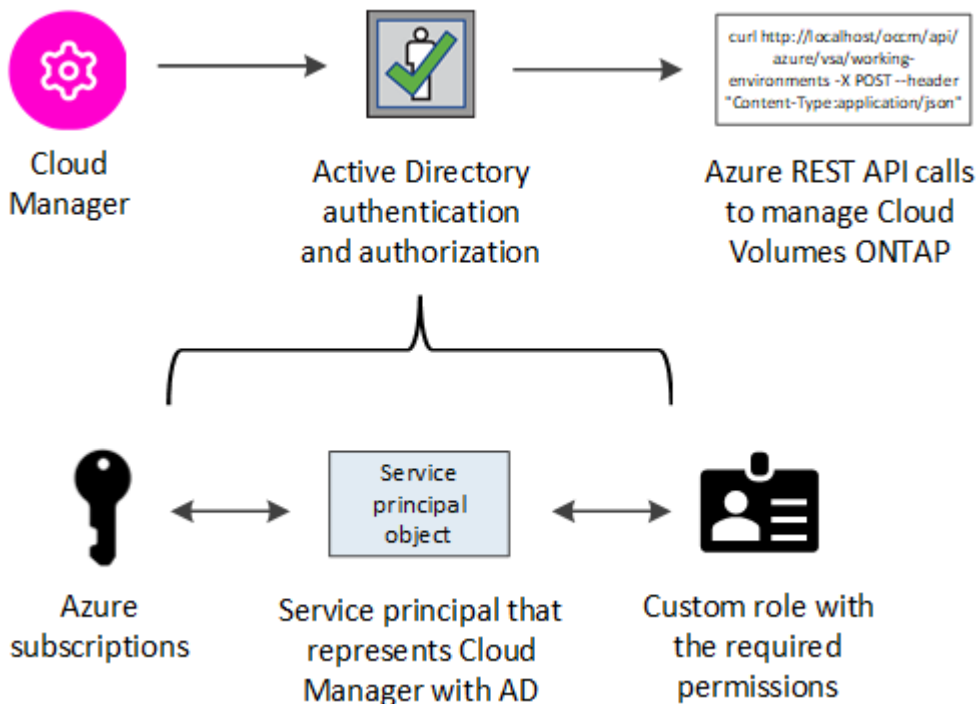 curl http://localhost/occm/api/
azure/vsa/working-
environments -X POST --header
"Content-Type:application/json"
Cloud
Manager
Active Directory
authentication
and authorization
Azure REST API calls
to manage Cloud
Volumes ONTAP
Service
principal
object
Azure
subscriptions
Service principal that
represents Cloud
Manager with AD
Custom role with
the required
permissions